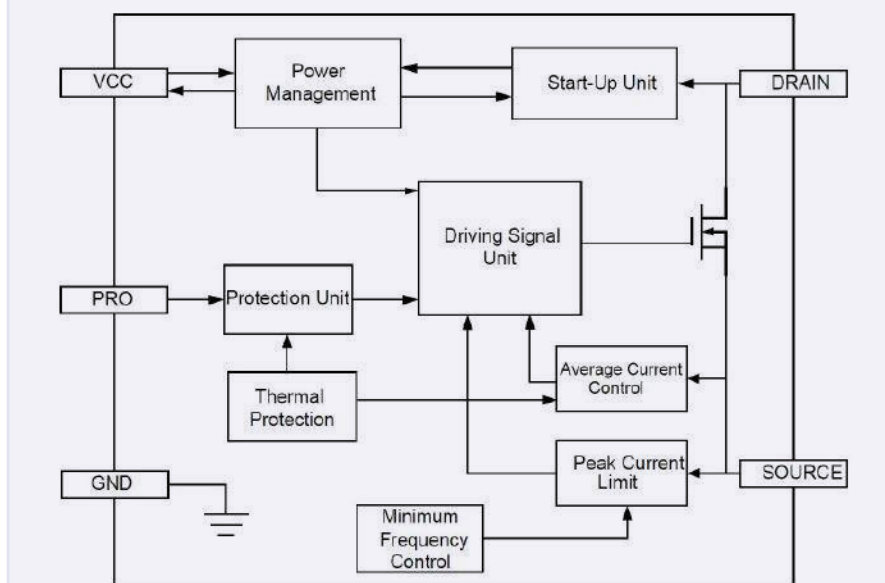 VCC
Power
Management
Start-Up Unit
DRAIN
Driving Signal
Unit
PRO
Protection Unit
Thermal
Protection
Average Current
Control
GND
Peak Current
Limit
SOURCE
Minimum
Frequency
Control